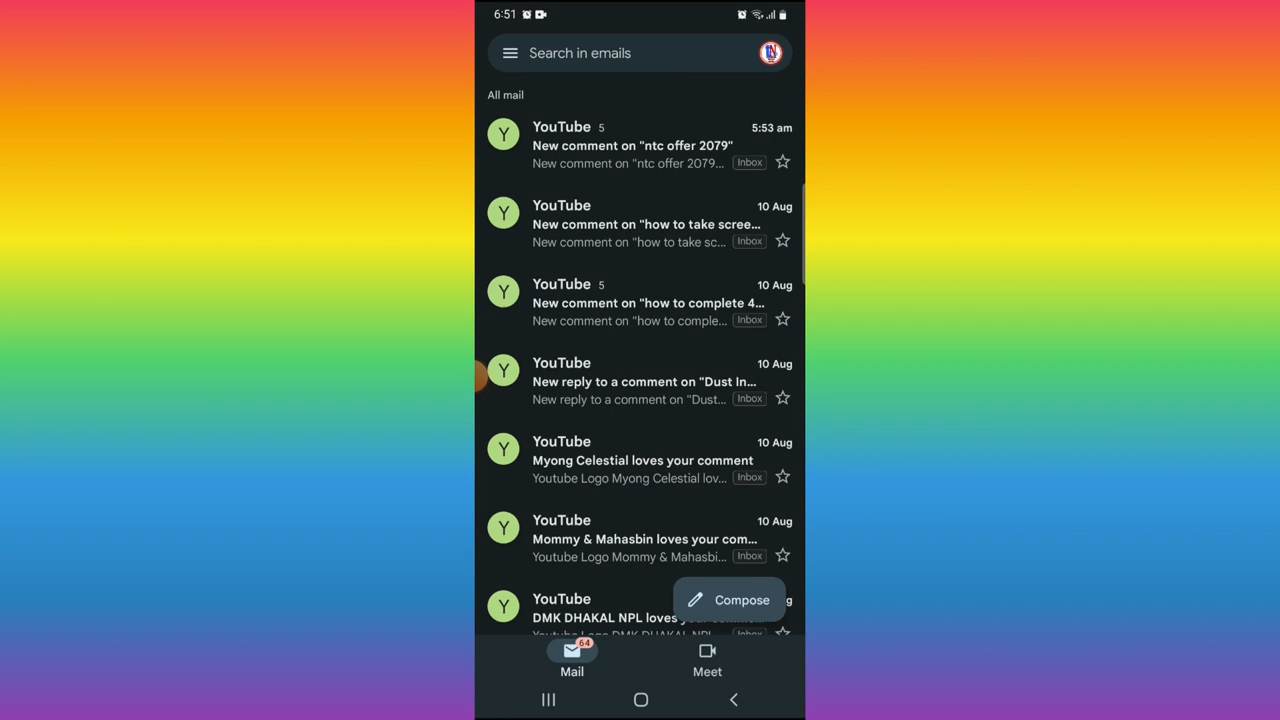 6:51
Search in emails
All mail
Y
YouTube 5
5:53 am
New comment on "ntc offer 2079"
New comment on "ntc offer 2079...
Inbox
Y
YouTube
10 Aug
New comment on "how to take scree...
New comment on "how to take sc...
Inbox
Y
YouTube 5
10 Aug
New comment on "how to complete 4...
New comment on "how to comple...
Inbox
Y
YouTube
10 Aug
New reply to a comment on "Dust In...
New reply to a comment on "Dust...
Inbox
Y
YouTube
10 Aug
Myong Celestial loves your comment
Youtube Logo Myong Celestial lov...
Inbox
Y
YouTube
10 Aug
Mommy & Mahasbin loves your com...
Youtube Logo Mommy & Mahasbi...
Inbox
Y
YouTube
DMK DHAKAL NPL loves
Youtube Logo DMK DHAKAL NPL
Inbox
Compose
64
Mail
Meet